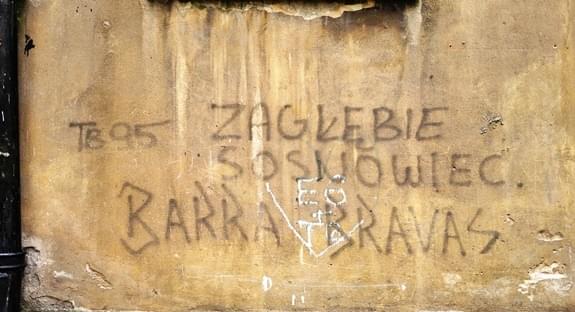 TB95 ZAGŁĘBIE
SOSNOWIEC.
BARRA BRAVAS